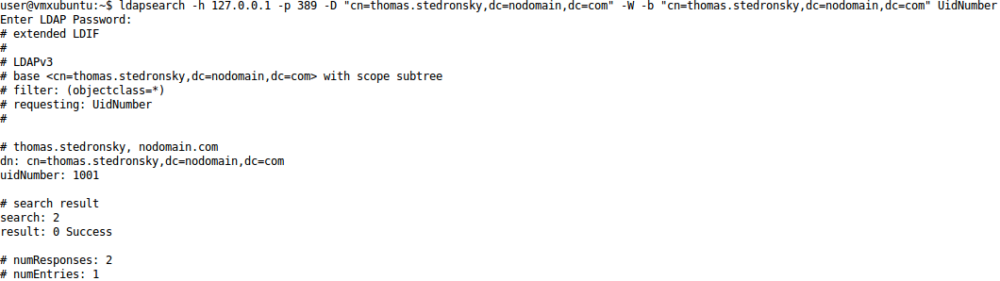 user@vmxubuntu:~$ ldapsearch -h 127.0.0.1 -p 389 -D "cn=thomas.stedronsky,dc=nodomain,dc=com" -W -b "cn=thomas.stedronsky,dc=nodomain,dc=com" UidNumber
Enter LDAP Password:
# extended LDIF
#
# LDAPv3
# base <cn=thomas.stedronsky,dc=nodomain,dc=com> with scope subtree
# filter: (objectclass=*)
# requesting: UidNumber
#
# thomas.stedronsky, nodomain.com
dn: cn=thomas.stedronsky,dc=nodomain,dc=com
uidNumber: 1001
# search result
search: 2
result: 0 Success
# numResponses: 2
# numEntries: 1